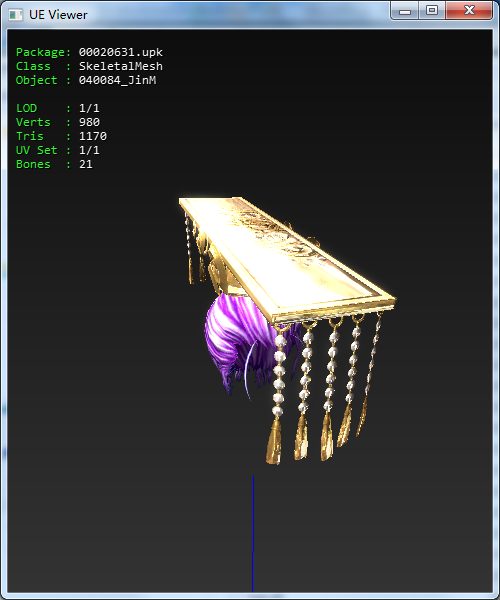 UE Viewer
Package: 00020631.upk
Class  : SkeletalMesh
Object : 040084_JinM
LOD    : 1/1
Verts  : 980
Tris   : 1170
UV Set : 1/1
Bones  : 21